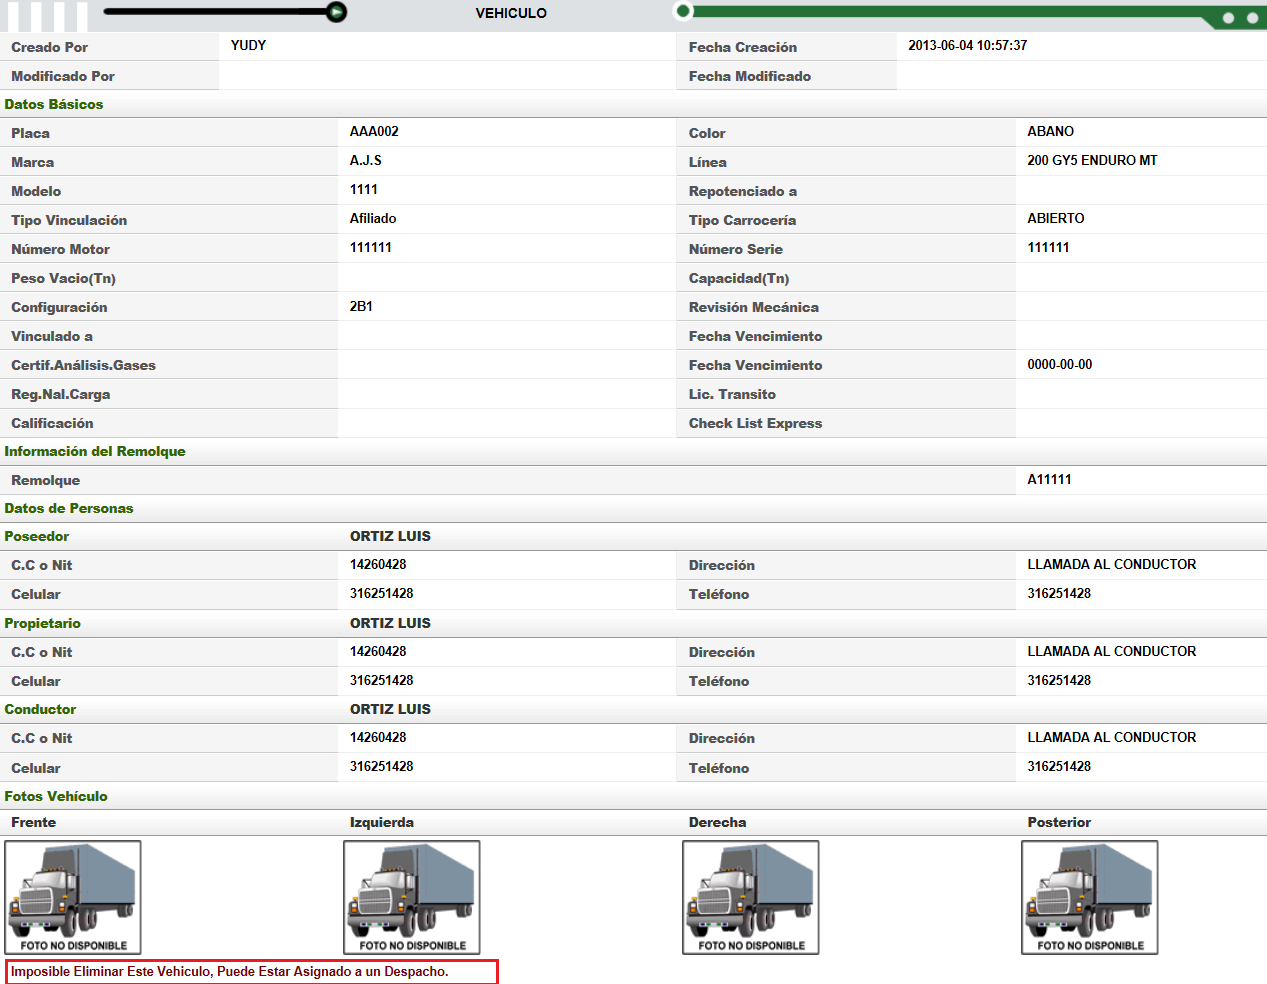 VEHICULO
Creado Por YUDY Fecha Creación 2013-06-04 10:57:37
Modificado Por Fecha Modificado
Datos Básicos
Placa AAA002 Color ABANO
Marca A.J.S Línea 200 GY5 ENDURO MT
Modelo 1111 Repotenciado a
Tipo Vinculación Afiliado Tipo Carrocería ABIERTO
Número Motor 111111 Número Serie 111111
Peso Vacio(Tn) Capacidad(Tn)
Configuración 2B1 Revisión Mecánica
Vinculado a Fecha Vencimiento
Certif.Análisis.Gases Fecha Vencimiento 0000-00-00
Reg.Nal.Carga Lic. Transito
Calificación Check List Express
Información del Remolque
Remolque A11111
Datos de Personas
Poseedor ORTIZ LUIS
C.C o Nit 14260428 Dirección LLAMADA AL CONDUCTOR
Celular 316251428 Teléfono 316251428
Propietario ORTIZ LUIS
C.C o Nit 14260428 Dirección LLAMADA AL CONDUCTOR
Celular 316251428 Teléfono 316251428
Conductor ORTIZ LUIS
C.C o Nit 14260428 Dirección LLAMADA AL CONDUCTOR
Celular 316251428 Teléfono 316251428
Fotos Vehículo
Frente Izquierda Derecha Posterior
FOTO NO DISPONIBLE FOTO NO DISPONIBLE FOTO NO DISPONIBLE FOTO NO DISPONIBLE
Imposible Eliminar Este Vehiculo, Puede Estar Asignado a un Despacho.